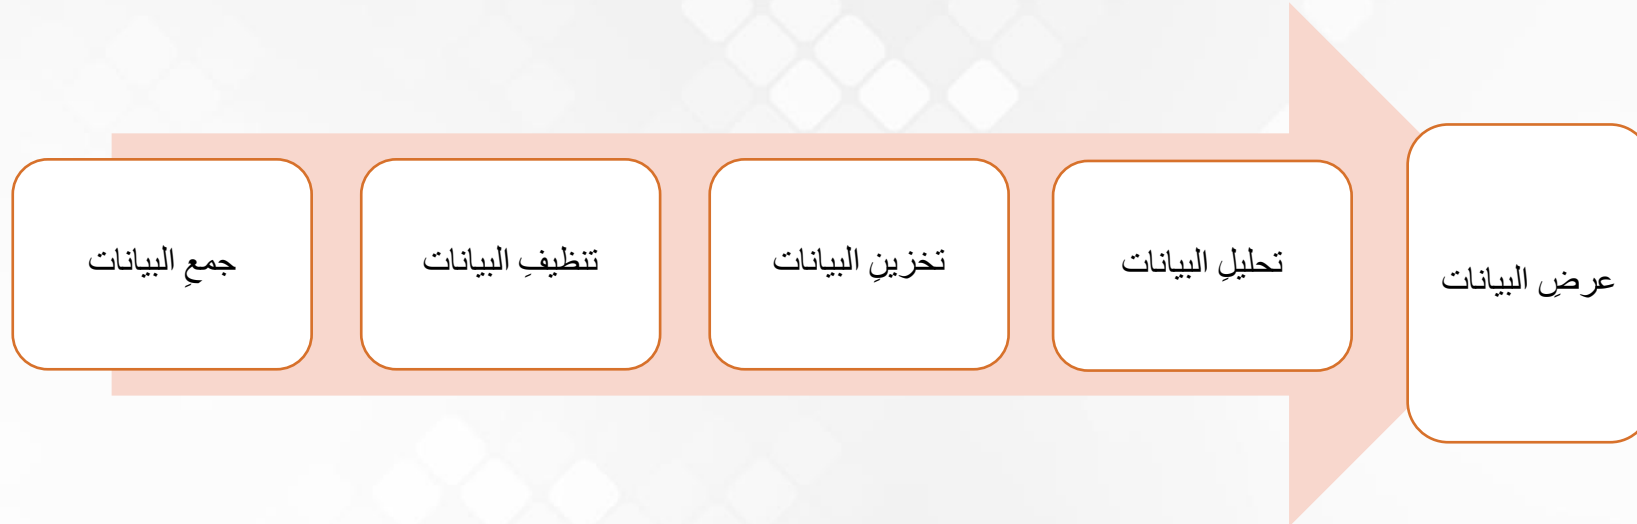 جمعِ البيانات
تنظيفِ البيانات
تخزينِ البيانات
تحليلِ البيانات
عرضِ البيانات